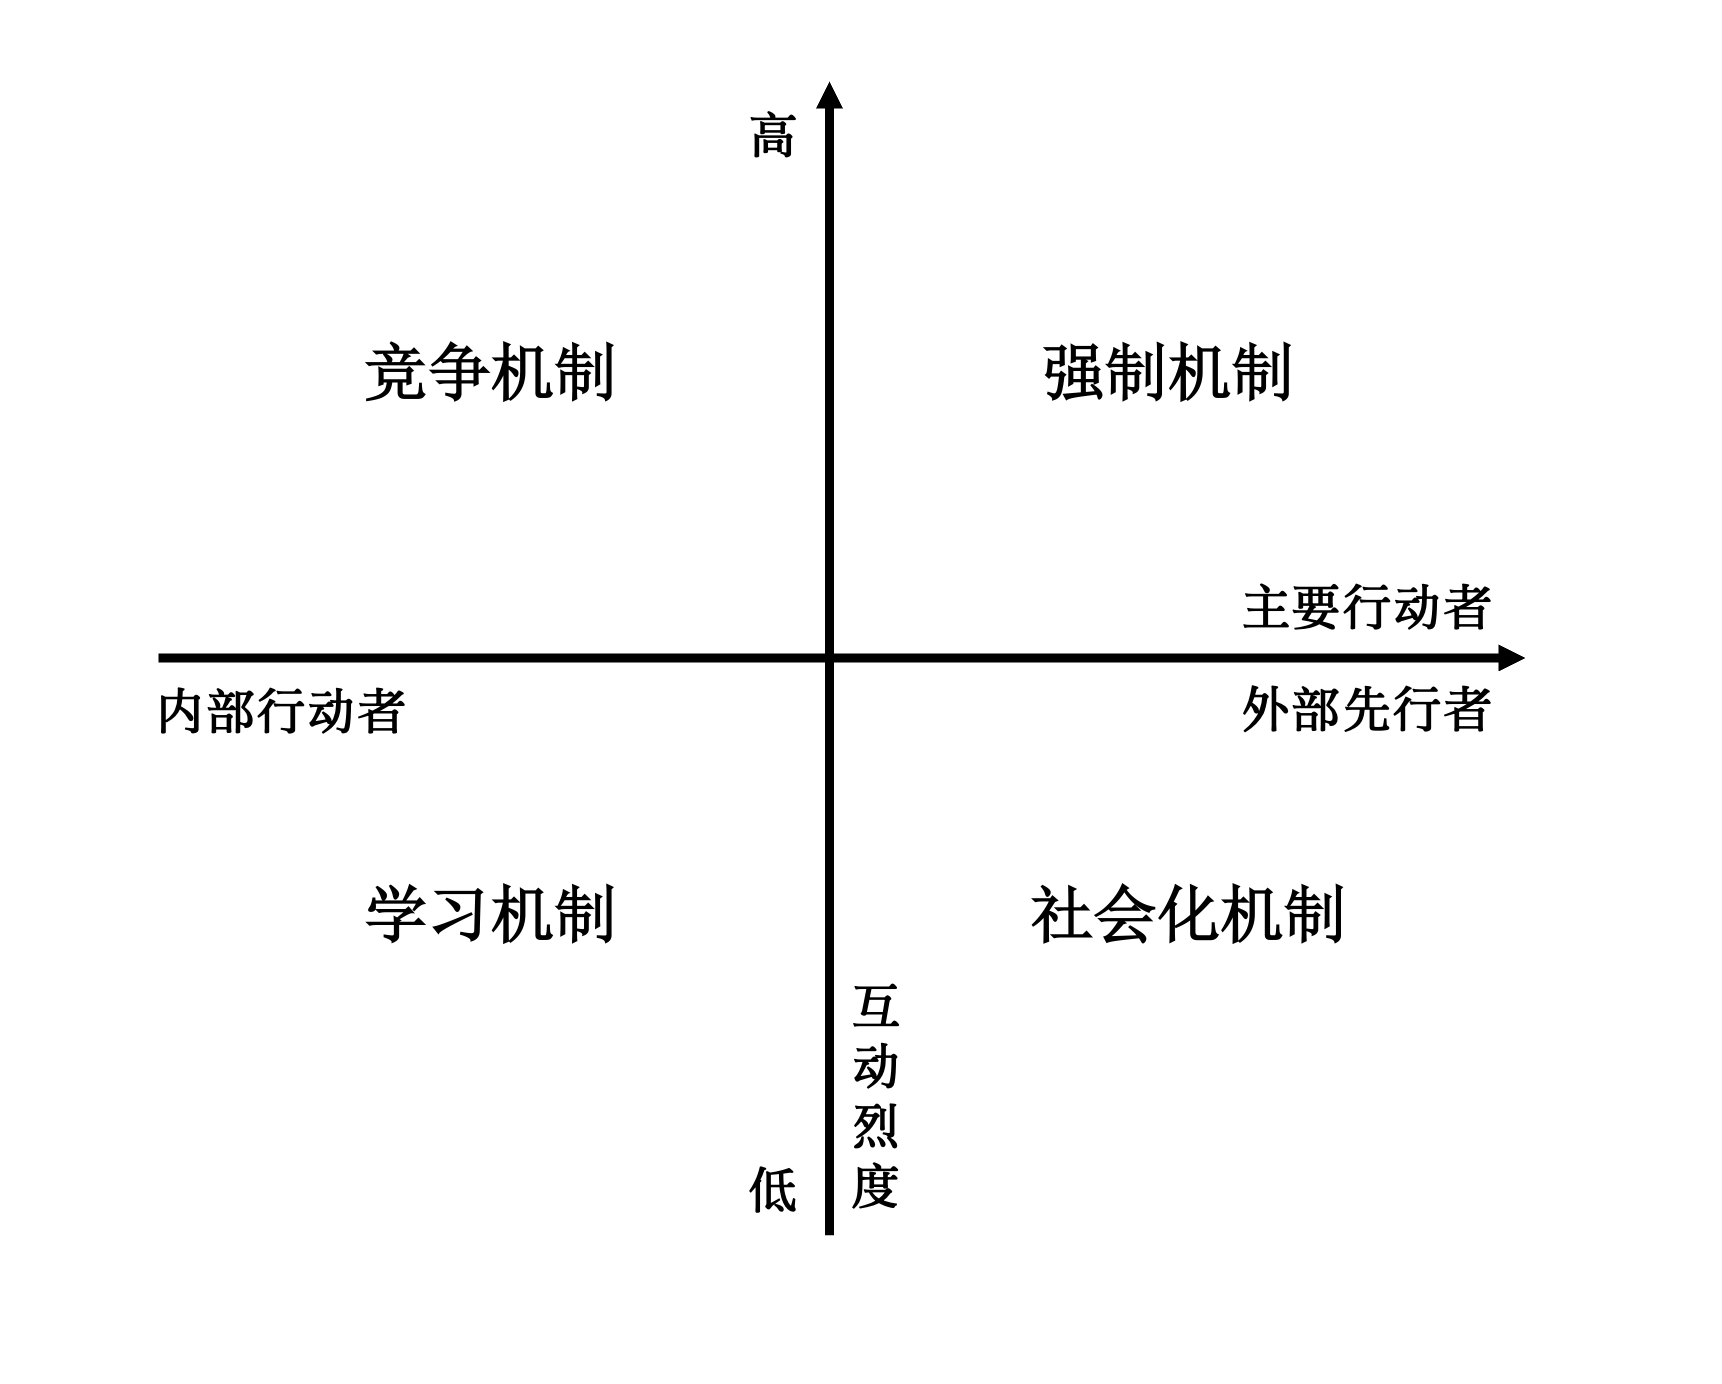 高
竞争机制
强制机制
主要行动者
内部行动者
外部先行者
学习机制
社会化机制
互动烈度
低